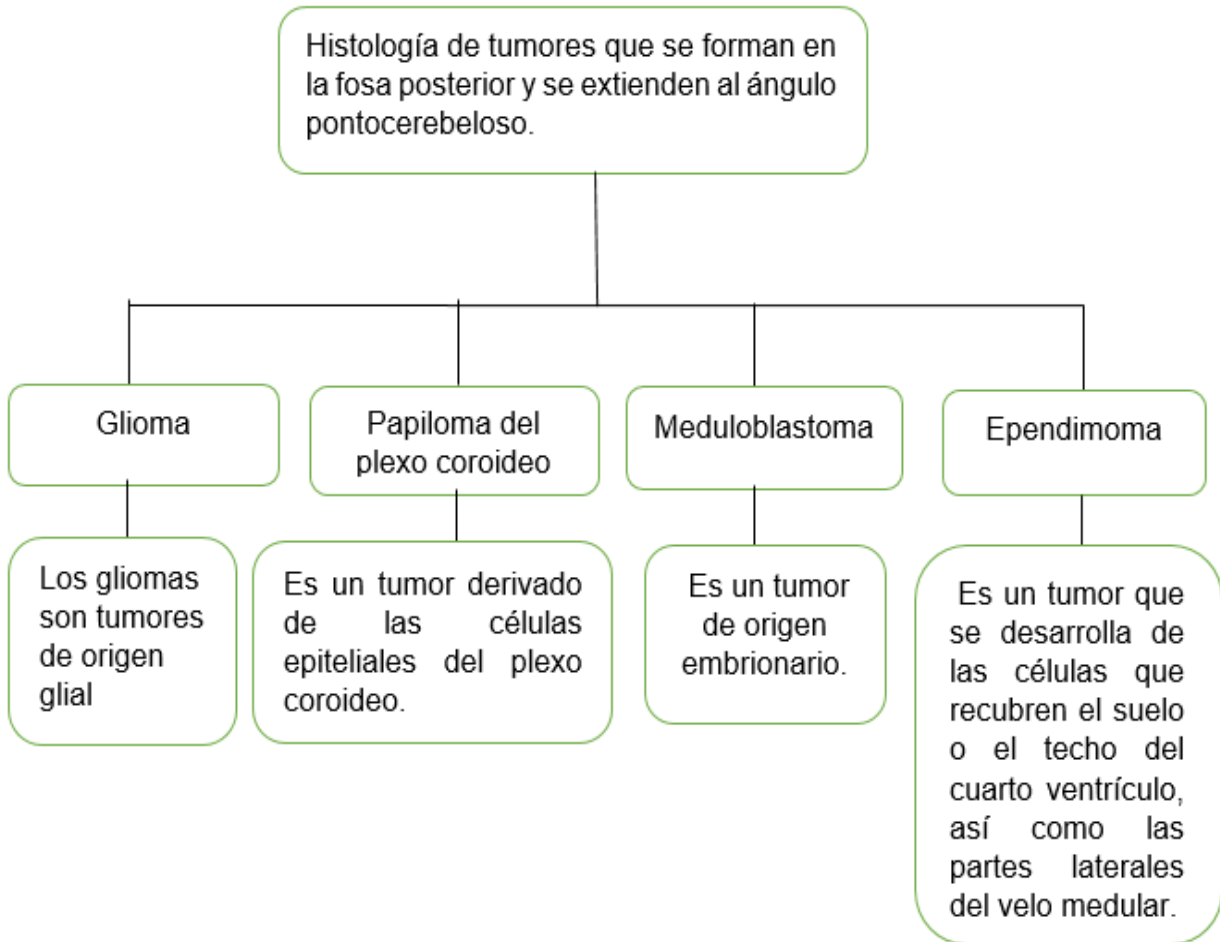 Histología de tumores que se forman en
la fosa posterior y se extienden al ángulo
pontocerebeloso.
Glioma
Papiloma del
plexo coroideo
Meduloblastoma
Ependimoma
Los gliomas
son tumores
de origen
glial
Es un tumor derivado
de las células
epiteliales del plexo
coroideo.
Es un tumor
de origen
embrionario.
Es un tumor que
se desarrolla de
las células que
recubren el suelo
o el techo del
cuarto ventrículo,
así como las
partes laterales
del velo medular.